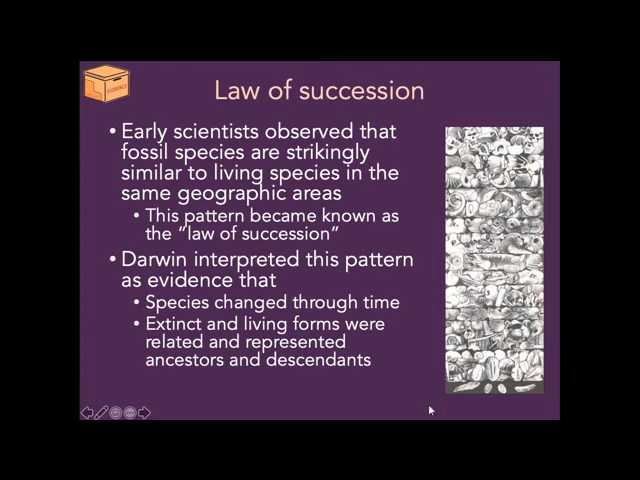 EVIDENCE
Law of succession
• Early scientists observed that
fossil species are strikingly
similar to living species in the
same geographic areas
• This pattern became known as
the “law of succession”
• Darwin interpreted this pattern
as evidence that
• Species changed through time
• Extinct and living forms were
related and represented
ancestors and descendants